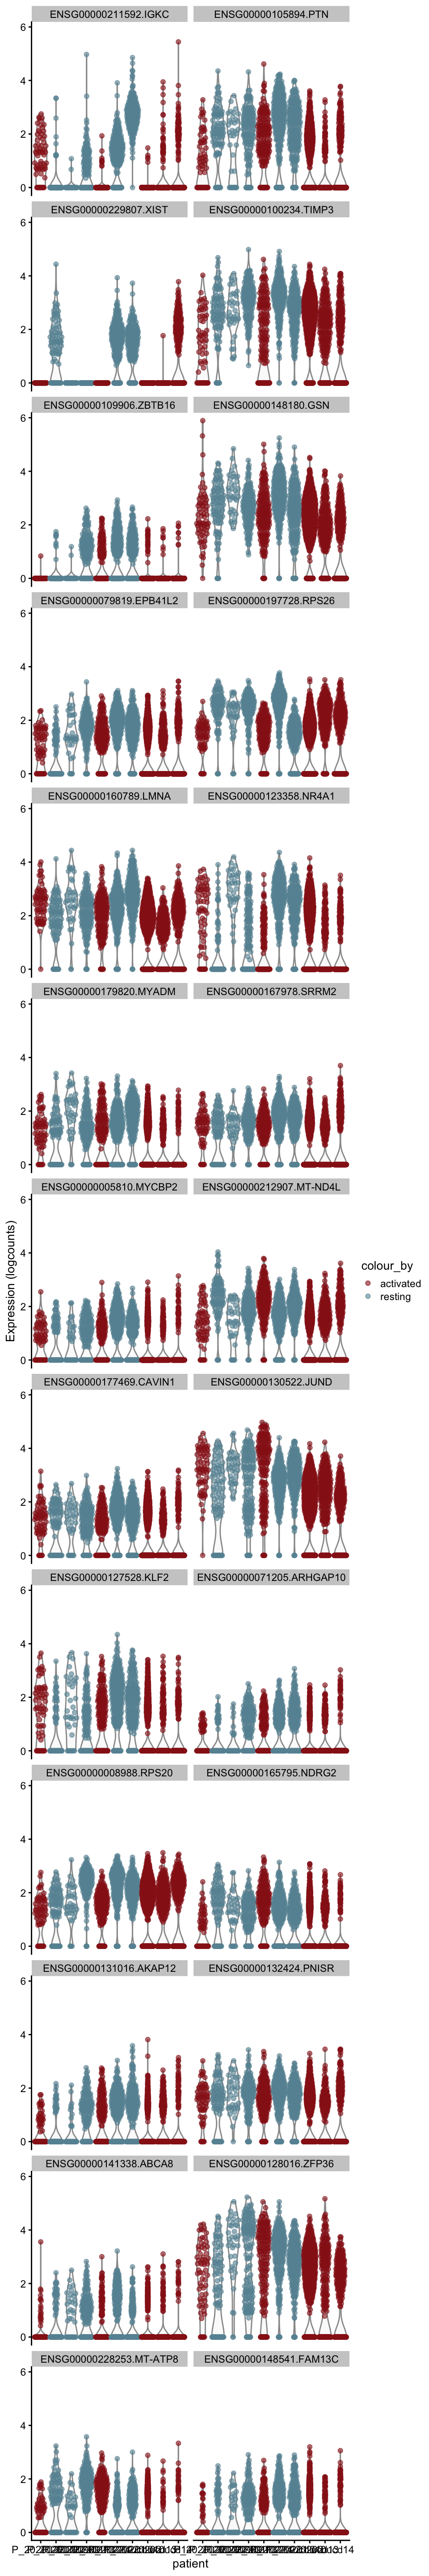 ENSG00000211592.IGKC ENSG00000105894.PTN
6
4
2
0
ENSG00000229807.XIST ENSG00000100234.TIMP3
6
4
2
0
ENSG00000109906.ZBTB16 ENSG00000148180.GSN
6
4
2
0
ENSG00000079819.EPB41L2 ENSG00000197728.RPS26
6
4
2
0
ENSG00000160789.LMNA ENSG00000123358.NR4A1
6
4
2
0
ENSG00000179820.MYADM ENSG00000167978.SRRM2
6
4
2
0
ENSG00000005810.MYCBP2 ENSG00000212907.MT-ND4L
6
4
2
0
Expression (logcounts)
colour_by
activated
resting
ENSG00000177469.CAVIN1 ENSG00000130522.JUND
6
4
2
0
ENSG00000127528.KLF2 ENSG00000071205.ARHGAP10
6
4
2
0
ENSG00000008988.RPS20 ENSG00000165795.NDRG2
6
4
2
0
ENSG00000131016.AKAP12 ENSG00000132424.PNISR
6
4
2
0
ENSG00000141338.ABCA8 ENSG00000128016.ZFP36
6
4
2
0
ENSG00000228253.MT-ATP8 ENSG00000148541.FAM13C
6
4
2
0
patient